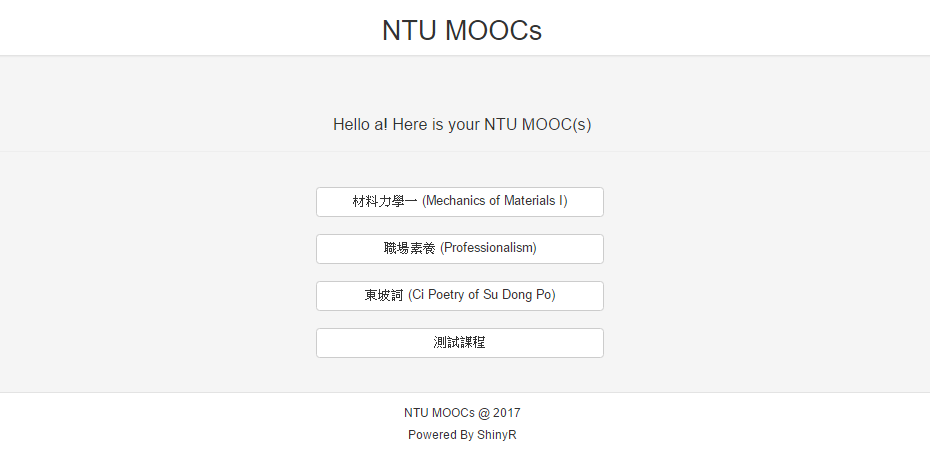 NTU MOOCs
Hello a! Here is your NTU MOOC(s)
材料力學一 (Mechanics of Materials I)
職場素養 (Professionalism)
東坡詞 (Ci Poetry of Su Dong Po)
測試課程
NTU MOOCs @ 2017
Powered By ShinyR